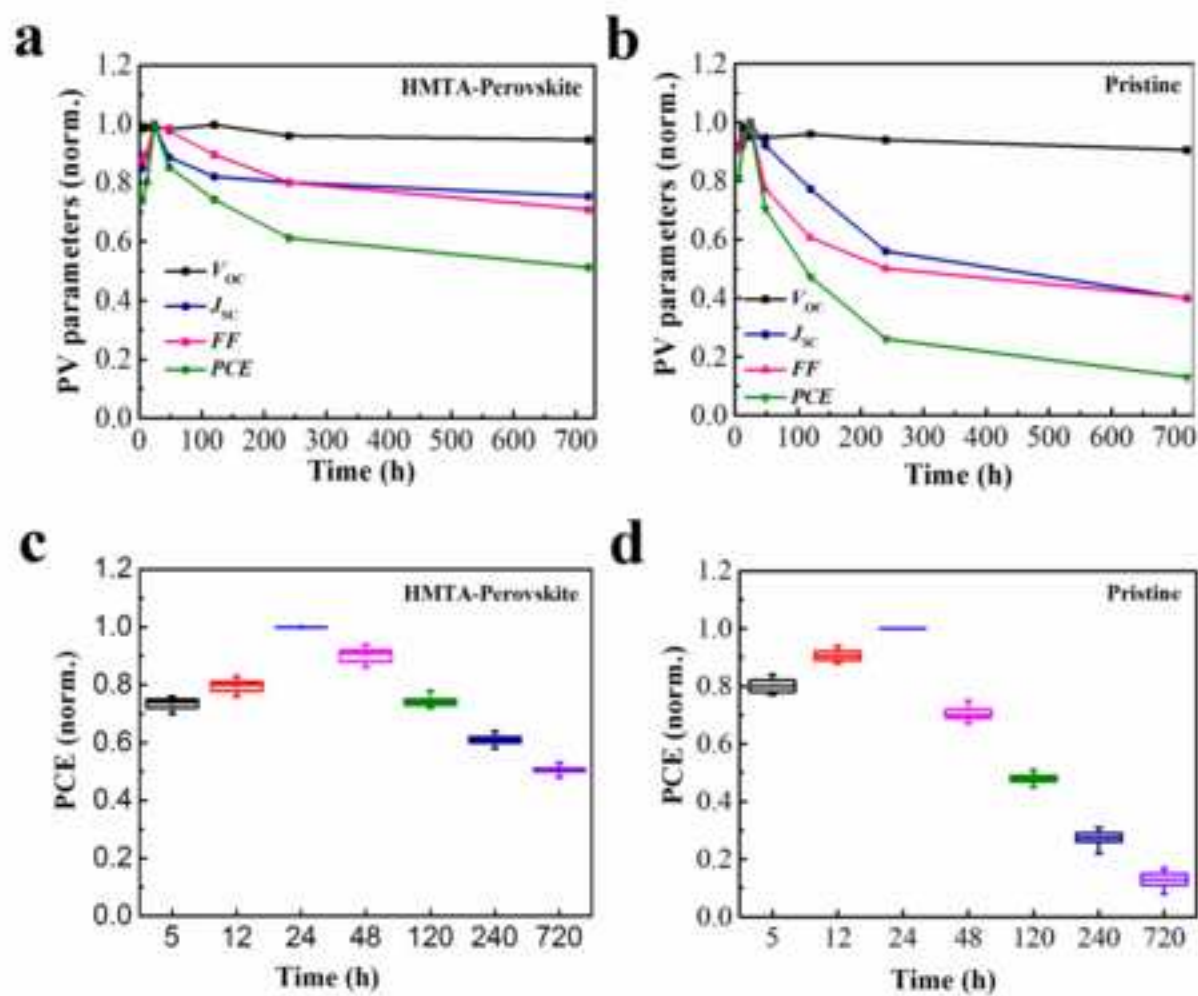 a
1.2
1.0
0.8
0.6
0.4
0.2
0.0
PV parameters (norm.)
HMTA-Perovskite
Voc
Jsc
FF
PCE
0 100 200 300 400 500 600 700
Time (h)
b
1.2
1.0
0.8
0.6
0.4
0.2
0.0
PV parameters (norm.)
Pristine
Voc
Jsc
FF
PCE
0 100 200 300 400 500 600 700
Time (h)
c
1.2
1.0
0.8
0.6
0.4
0.2
0.0
PCE (norm.)
HMTA-Perovskite
5 12 24 48 120 240 720
Time (h)
d
1.2
1.0
0.8
0.6
0.4
0.2
0.0
PCE (norm.)
Pristine
5 12 24 48 120 240 720
Time (h)